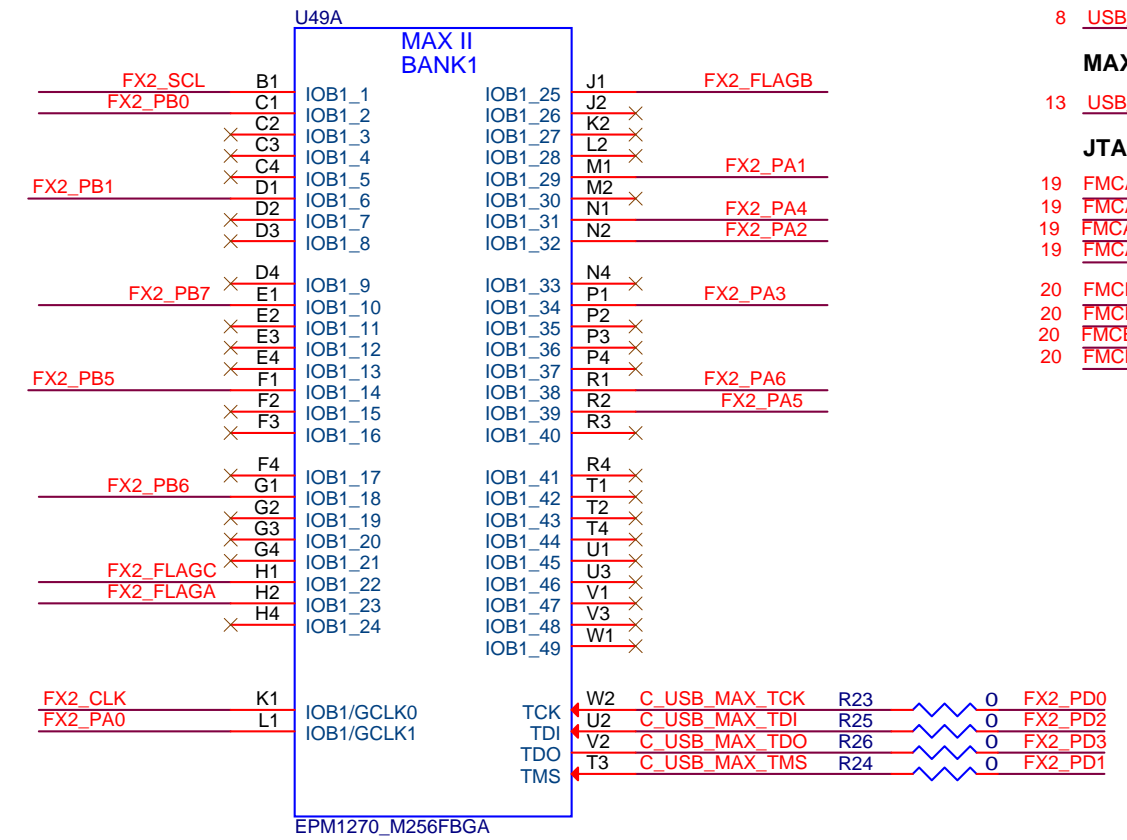 U49A
MAX II
BANK1
FX2_SCL B1 IOB1_1 IOB1_25 J1 FX2_FLAGB
FX2_PB0 C1 IOB1_2 IOB1_26 J2
C2 IOB1_3 IOB1_27 K2
C3 IOB1_4 IOB1_28 L2
C4 IOB1_5 IOB1_29 M1 FX2_PA1
FX2_PB1 D1 IOB1_6 IOB1_30 M2
D2 IOB1_7 IOB1_31 N1 FX2_PA4
D3 IOB1_8 IOB1_32 N2 FX2_PA2
D4 IOB1_9 IOB1_33 N4
FX2_PB7 E1 IOB1_10 IOB1_34 P1 FX2_PA3
E2 IOB1_11 IOB1_35 P2
E3 IOB1_12 IOB1_36 P3
E4 IOB1_13 IOB1_37 P4
FX2_PB5 F1 IOB1_14 IOB1_38 R1 FX2_PA6
F2 IOB1_15 IOB1_39 R2 FX2_PA5
F3 IOB1_16 IOB1_40 R3
F4 IOB1_17 IOB1_41 R4
FX2_PB6 G1 IOB1_18 IOB1_42 T1
G2 IOB1_19 IOB1_43 T2
G3 IOB1_20 IOB1_44 T4
G4 IOB1_21 IOB1_45 U1
FX2_FLAGC H1 IOB1_22 IOB1_46 U3
FX2_FLAGA H2 IOB1_23 IOB1_47 V1
H4 IOB1_24 IOB1_48 V3
IOB1_49 W1
FX2_CLK K1 IOB1/GCLK0 TCK W2 C_USB_MAX_TCK R23 0 FX2_PD0
FX2_PA0 L1 IOB1/GCLK1 TDI U2 C_USB_MAX_TDI R25 0 FX2_PD2
TDO V2 C_USB_MAX_TDO R26 0 FX2_PD3
TMS T3 C_USB_MAX_TMS R24 0 FX2_PD1
EPM1270_M256FBGA
8 USB
MAX
13 USB
JTA
19 FMCA
19 FMCA
19 FMCA
19 FMCA
20 FMC
20 FMC
20 FMC
20 FMC